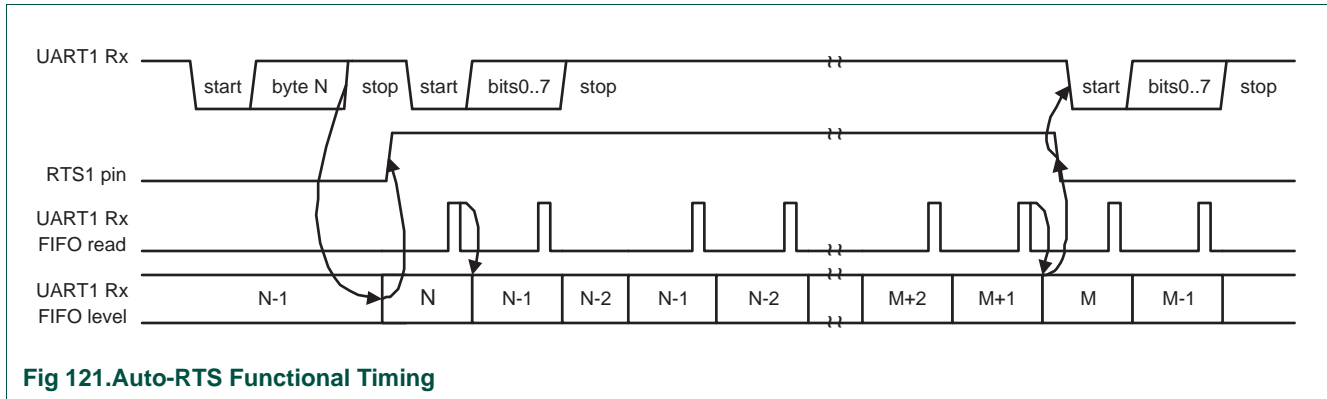 UART1 Rx
start byte N stop start bits0..7 stop start bits0..7 stop
RTS1 pin
UART1 Rx
FIFO read
UART1 Rx
FIFO level
N-1 N N-1 N-2 N-1 N-2 M+2 M+1 M M-1
Fig 121.Auto-RTS Functional Timing